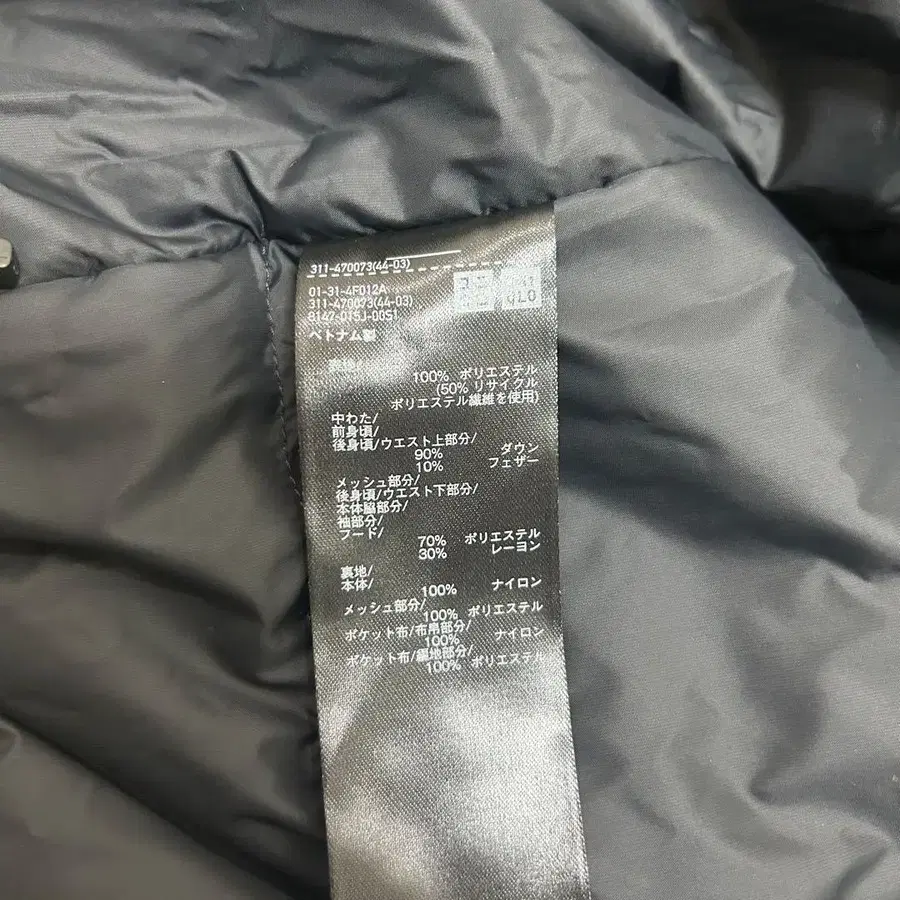 311-470073(44-03)
01-31-4F012A
311-470073(44-03)
8147-015J-00S1
ユニ
クロ
UNI
QLO
ベトナム製
100% ポリエステル
(50% リサイクル
ポリエステル繊維を使用)
中わた/
前身頃/
後身頃/ウエスト上部分/
90% ダウン
10% フェザー
メッシュ部分/
後身頃/ウエスト下部分/
本体脇部分/
袖部分/
フード/
70% ポリエステル
30% レーヨン
裏地/
本体/
100% ナイロン
メッシュ部分/
100% ポリエステル
ポケット布/布帛部分/
100% ナイロン
ポケット布/編地部分/
100% ポリエステル